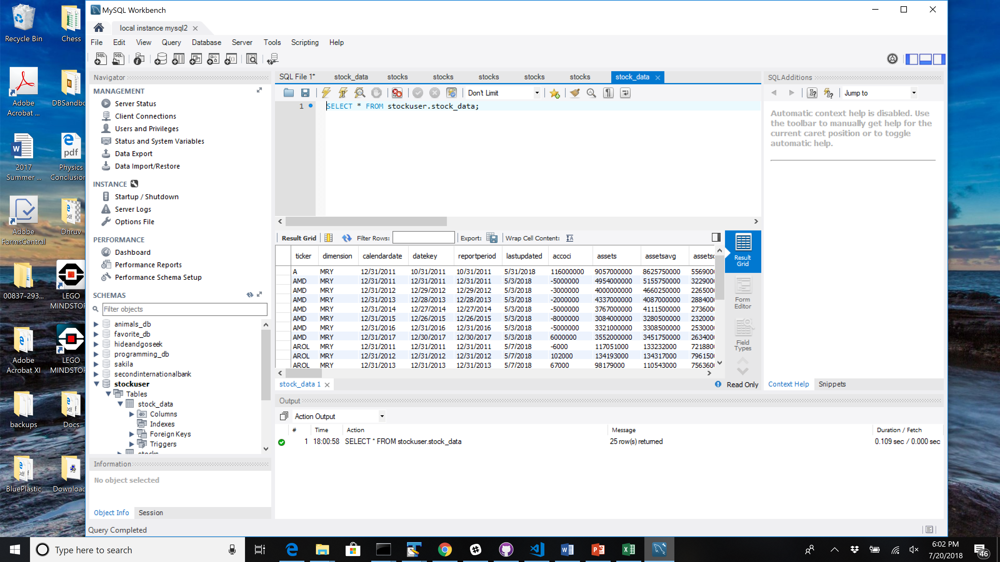 MySQL Workbench
local instance mysql2
File Edit View Query Database Server Tools Scripting Help
Navigator
MANAGEMENT
Server Status
Client Connections
Users and Privileges
Status and System Variables
Data Export
Data Import/Restore
INSTANCE
Startup / Shutdown
Server Logs
Options File
PERFORMANCE
Dashboard
Performance Reports
Performance Schema Setup
SCHEMAS
Filter objects
animals_db
favorite_db
hideandgoseek
programming_db
sakila
secondinternationalbank
stockuser
Tables
stock_data
Columns
Indexes
Foreign Keys
Triggers
stocks
Information
No object selected
Object Info Session
Query Completed
SQL File 1* stock_data stocks stocks stocks stocks stocks stock_data
Don't Limit
1 SELECT * FROM stockuser.stock_data;
Result Grid Filter Rows: Export: Wrap Cell Content:
ticker dimension calendardate datekey reportperiod lastupdated accoci assets assetsavg assetsc
A MRY 12/31/2011 10/31/2011 10/31/2011 5/31/2018 116000000 9057000000 8625750000 556900
AMD MRY 12/31/2011 12/31/2011 12/31/2011 5/3/2018 -5000000 4954000000 5155750000 322900
AMD MRY 12/31/2012 12/29/2012 12/29/2012 5/3/2018 -3000000 4000000000 4660250000 226500
AMD MRY 12/31/2013 12/28/2013 12/28/2013 5/3/2018 -2000000 4337000000 4087000000 288400
AMD MRY 12/31/2014 12/27/2014 12/27/2014 5/3/2018 -5000000 3767000000 4111500000 273600
AMD MRY 12/31/2015 12/26/2015 12/26/2015 5/3/2018 -8000000 3084000000 3280500000 232000
AMD MRY 12/31/2016 12/31/2016 12/31/2016 5/3/2018 -5000000 3321000000 3308500000 253000
AMD MRY 12/31/2017 12/30/2017 12/30/2017 5/3/2018 6000000 3552000000 3451750000 263400
AROL MRY 12/31/2011 12/31/2011 12/31/2011 5/7/2018 -6000 117051000 133232000 721880
AROL MRY 12/31/2012 12/31/2012 12/31/2012 5/7/2018 102000 134193000 134317000 796150
AROL MRY 12/31/2013 12/31/2013 12/31/2013 5/7/2018 67000 98179000 110543000 756360
Result
Grid
Form
Editor
Field
Types
stock_data 1
Read Only
SQLAdditions
Jump to
Automatic context help is disabled. Use
the toolbar to manually get help for the
current caret position or to toggle
automatic help.
Context Help Snippets
Output
Action Output
# Time Action Message Duration / Fetch
1 18:00:58 SELECT * FROM stockuser.stock_data 25 row(s) returned 0.109 sec / 0.000 sec
Recycle Bin
Chess
Adobe
Acrobat ...
DBSandbo
2017
Summer ...
Physics
Conclusion
Adobe
FormsCentral
Dhruv
00837-293...
LEGO
MINDSTOR
Adobe
Acrobat XI
LEGO
MINDSTOR
backups
Docs
BluePlastic
Download
Type here to search
6:02 PM
7/20/2018
46